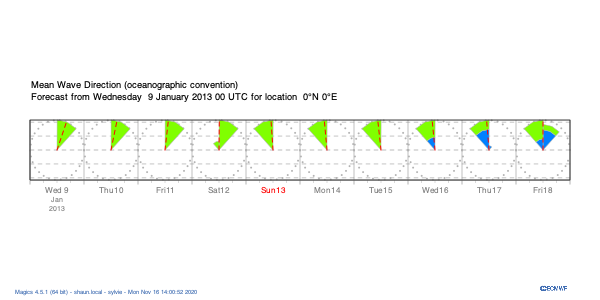 Mean Wave Direction (oceanographic convention)
Forecast from Wednesday 9 January 2013 00 UTC for location 0°N 0°E
Wed 9 Thu10 Fri11 Sat12 Sun13 Mon14 Tue15 Wed16 Thu17 Fri18
Jan
2013
Magics 4.5.1 (64 bit) - shaun.local - sylvie - Mon Nov 16 14:00:52 2020
©ECMWF